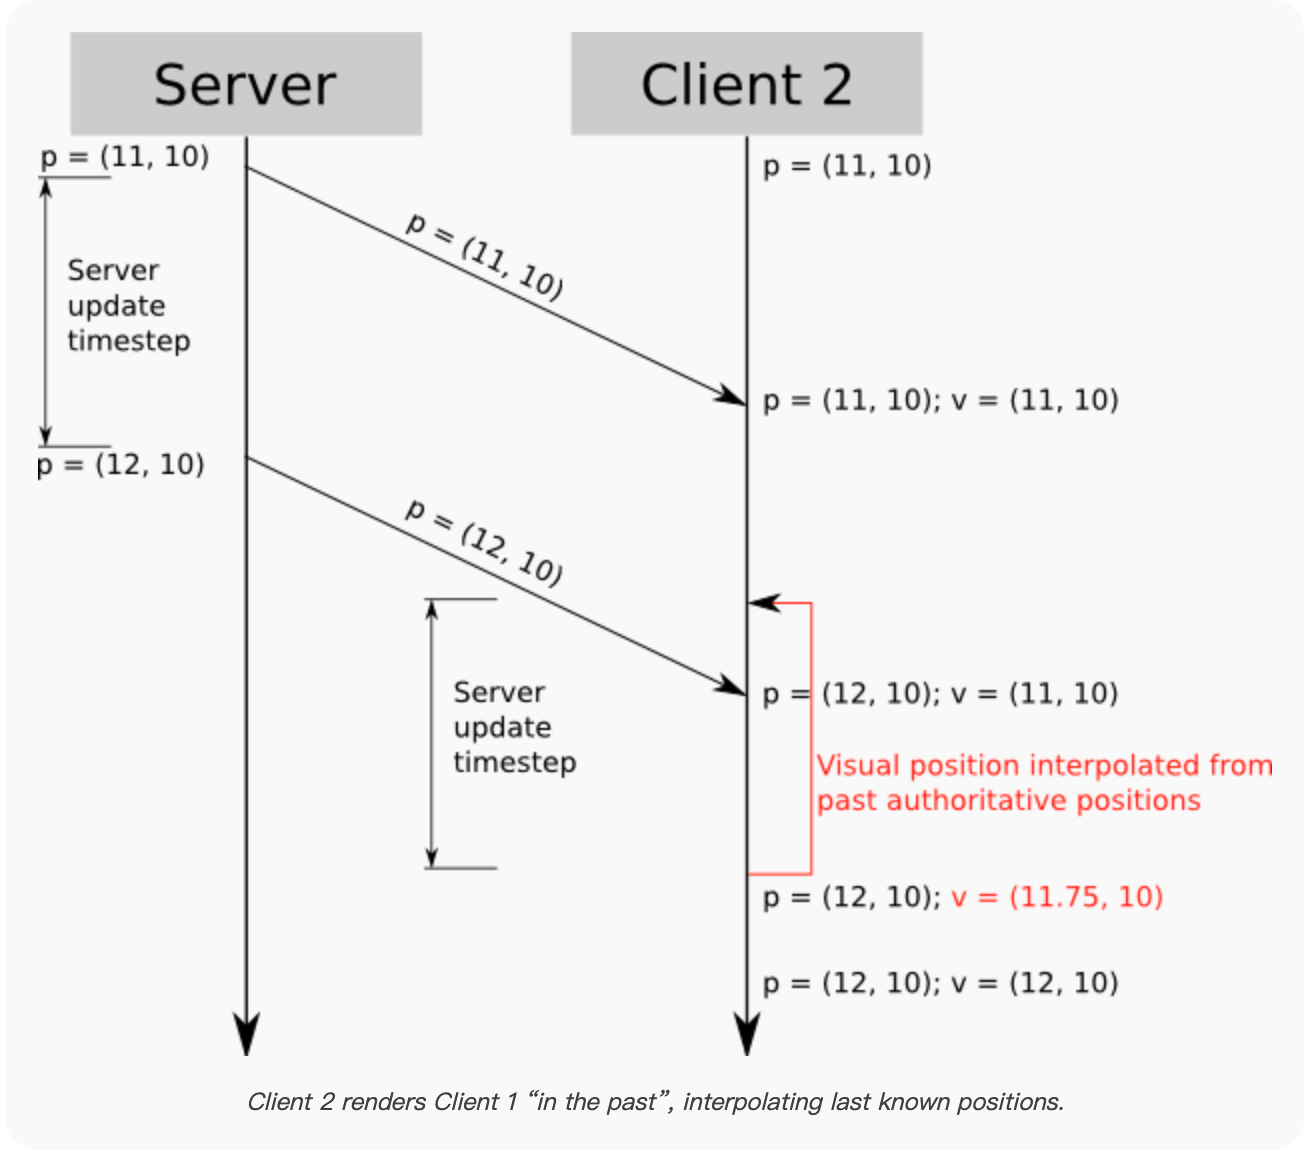 Server
Client 2
p = (11, 10)
p = (11, 10)
p = (11, 10)
Server
update
timestep
p = (11, 10); v = (11, 10)
p = (12, 10)
p = (12, 10)
Server
update
timestep
p = (12, 10); v = (11, 10)
Visual position interpolated from
past authoritative positions
p = (12, 10); v = (11.75, 10)
p = (12, 10); v = (12, 10)
Client 2 renders Client 1 “in the past”, interpolating last known positions.